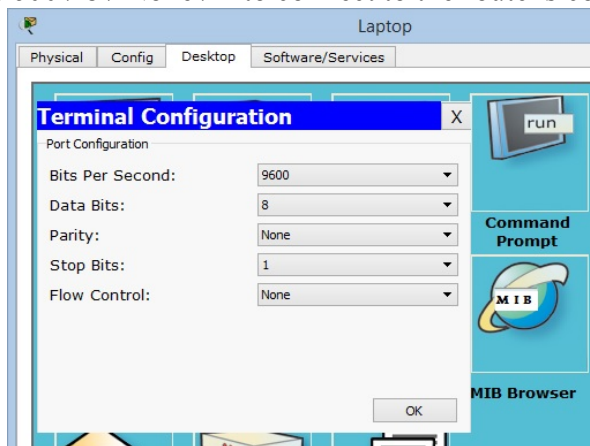 Laptop
Physical Config Desktop Software/Services
Terminal Configuration X
run
Port Configuration
Bits Per Second: 9600
Data Bits: 8
Parity: None
Stop Bits: 1
Flow Control: None
Command
Prompt
MIB
MIB Browser
OK